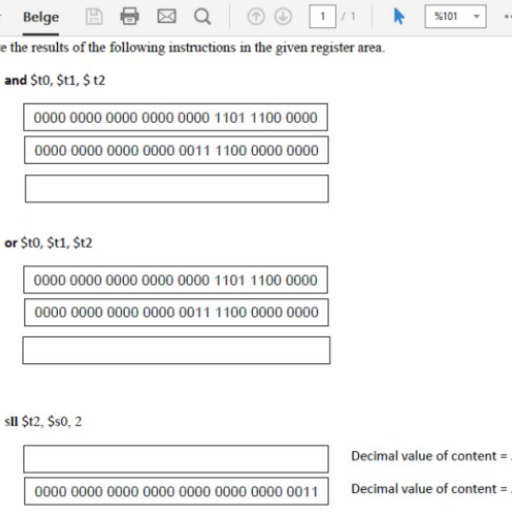 Belge 1 / 1 %101
e the results of the following instructions in the given register area.
and $t0, $t1, $ t2
0000 0000 0000 0000 0000 1101 1100 0000
0000 0000 0000 0000 0011 1100 0000 0000
or $t0, $t1, $t2
0000 0000 0000 0000 0000 1101 1100 0000
0000 0000 0000 0000 0011 1100 0000 0000
sll $t2, $s0, 2
Decimal value of content = .
0000 0000 0000 0000 0000 0000 0000 0011 Decimal value of content = .